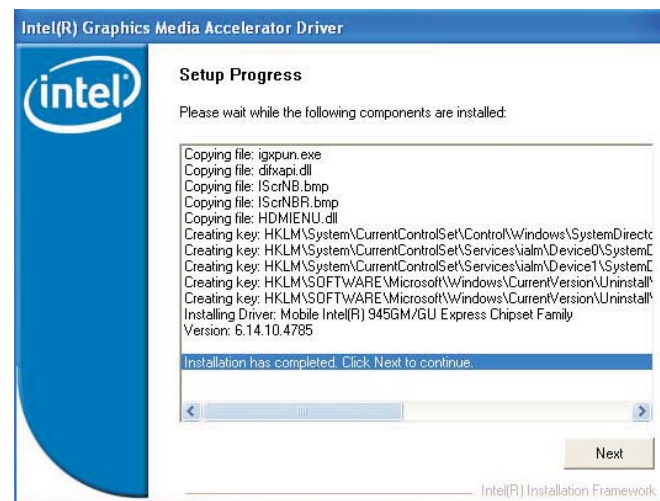 Intel(R) Graphics Media Accelerator Driver
intel
Setup Progress
Please wait while the following components are installed:
Copying file: igxpun.exe
Copying file: difxapi.dll
Copying file: IScrNB.bmp
Copying file: IScrNBR.bmp
Copying file: HDMIENU.dll
Creating key: HKLM\System\CurrentControlSet\Control\Windows\SystemDirecto
Creating key: HKLM\System\CurrentControlSet\Services\ialm\Device0\SystemD
Creating key: HKLM\System\CurrentControlSet\Services\ialm\Device1\SystemD
Creating key: HKLM\SOFTWARE\Microsoft\Windows\CurrentVersion\Uninstall\
Creating key: HKLM\SOFTWARE\Microsoft\Windows\CurrentVersion\Uninstall\
Installing Driver: Mobile Intel(R) 945GM/GU Express Chipset Family
Version: 6.14.10.4785
Installation has completed. Click Next to continue.
Next
Intel(R) Installation Framework